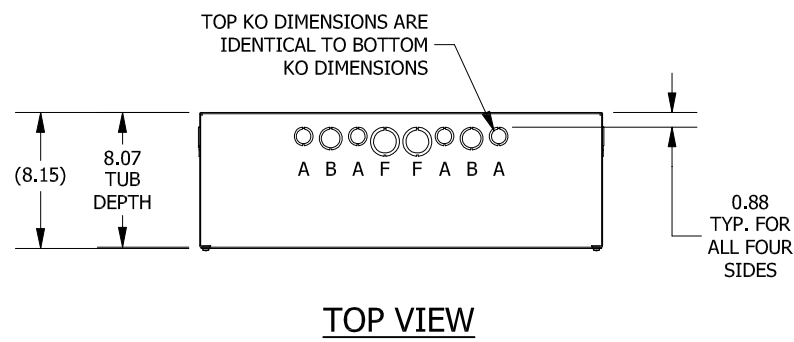 TOP KO DIMENSIONS ARE
IDENTICAL TO BOTTOM
KO DIMENSIONS
(8.15)
8.07
TUB
DEPTH
A B A F F A B A
0.88
TYP. FOR
ALL FOUR
SIDES
TOP VIEW